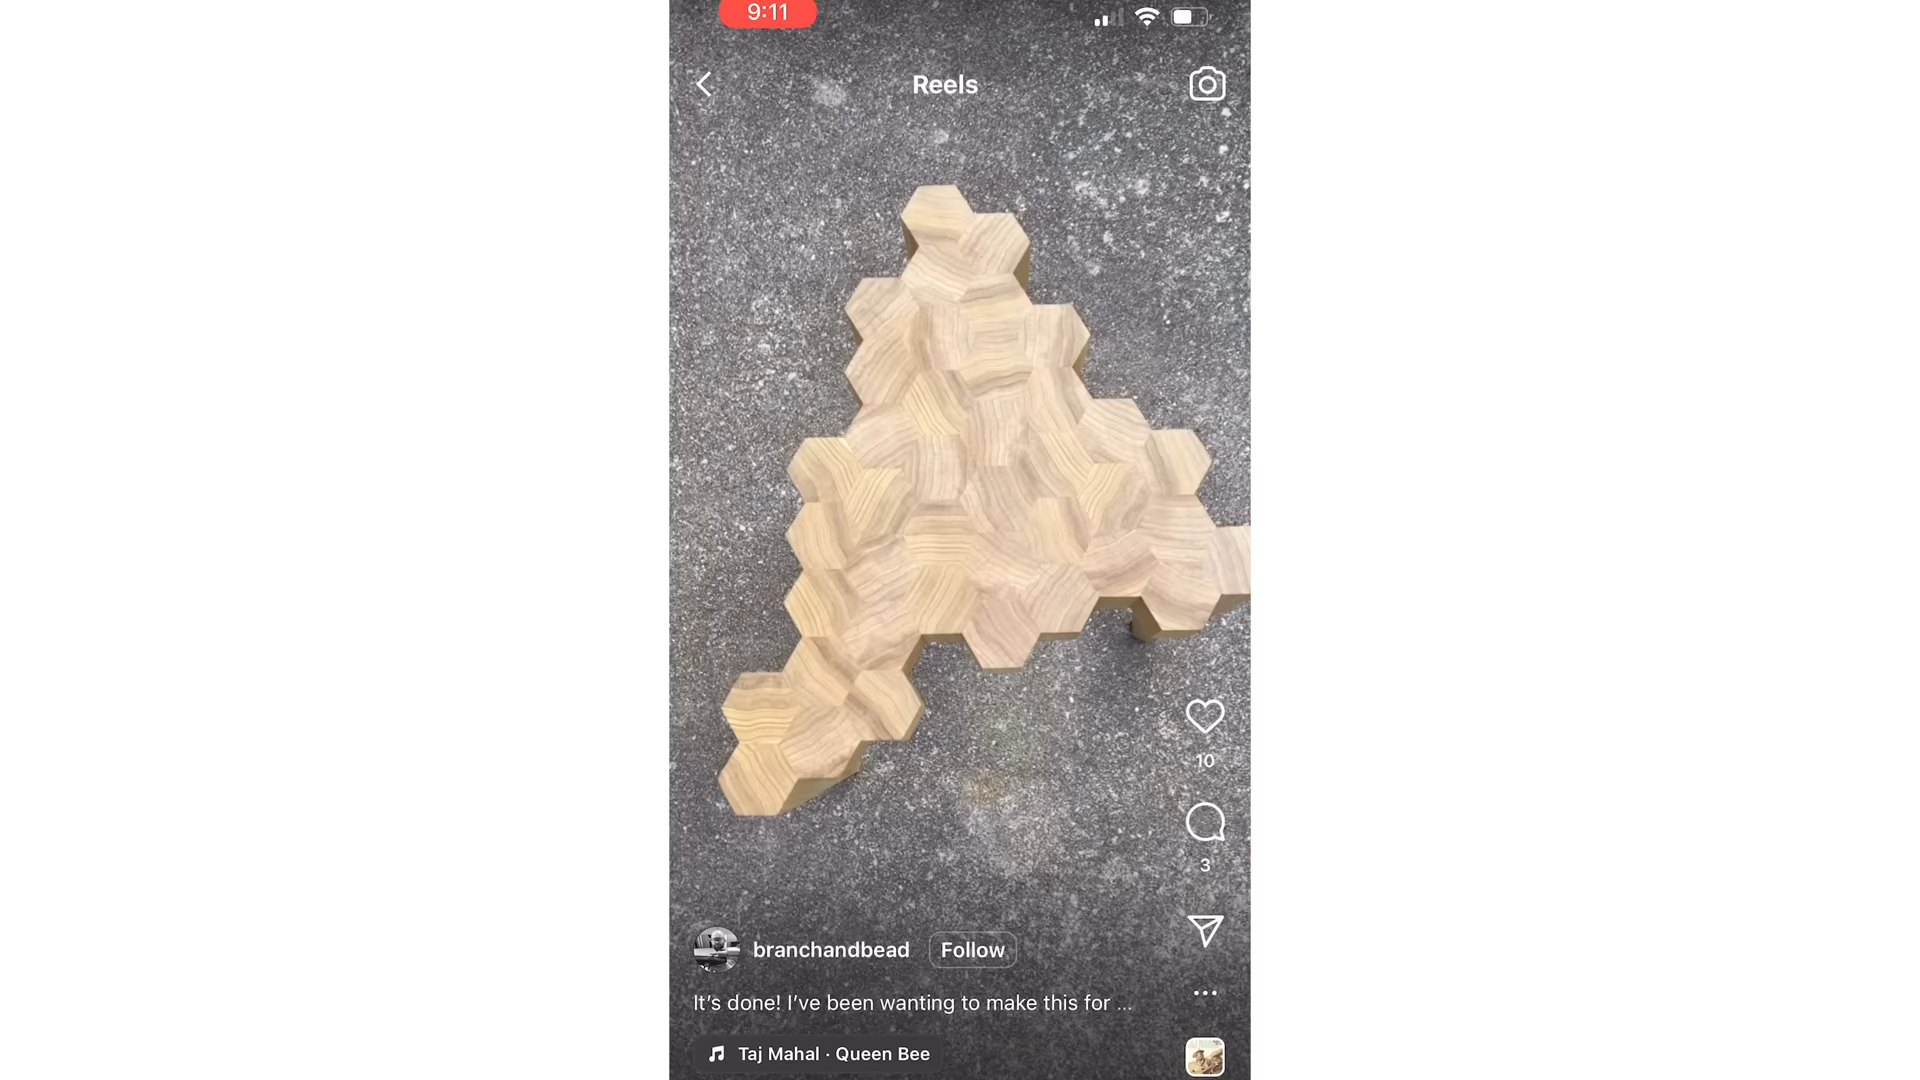 9:11
Reels
10
3
branchandbead Follow
It's done! I've been wanting to make this for ...
Taj Mahal · Queen Bee